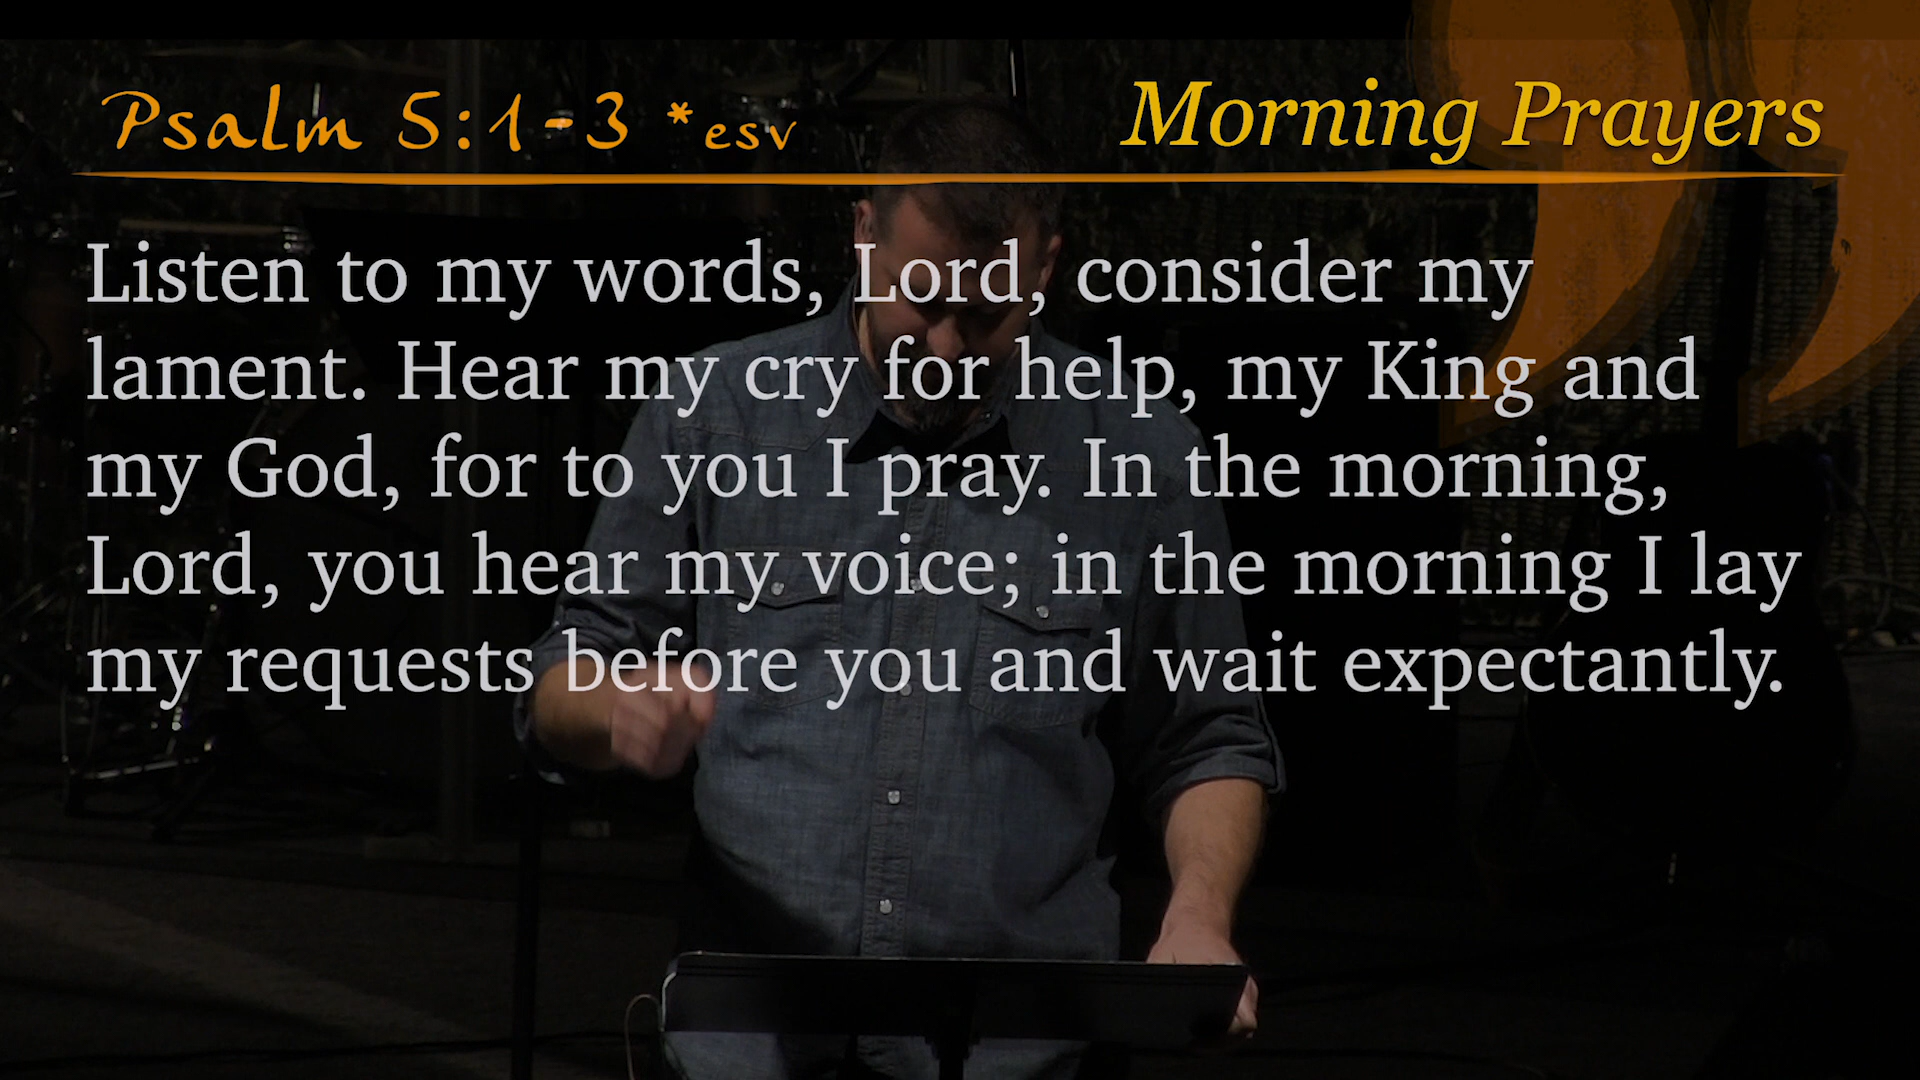 Psalm 5:1-3 *esv
Morning Prayers
Listen to my words, Lord, consider my
lament. Hear my cry for help, my King and
my God, for to you I pray. In the morning,
Lord, you hear my voice; in the morning I lay
my requests before you and wait expectantly.